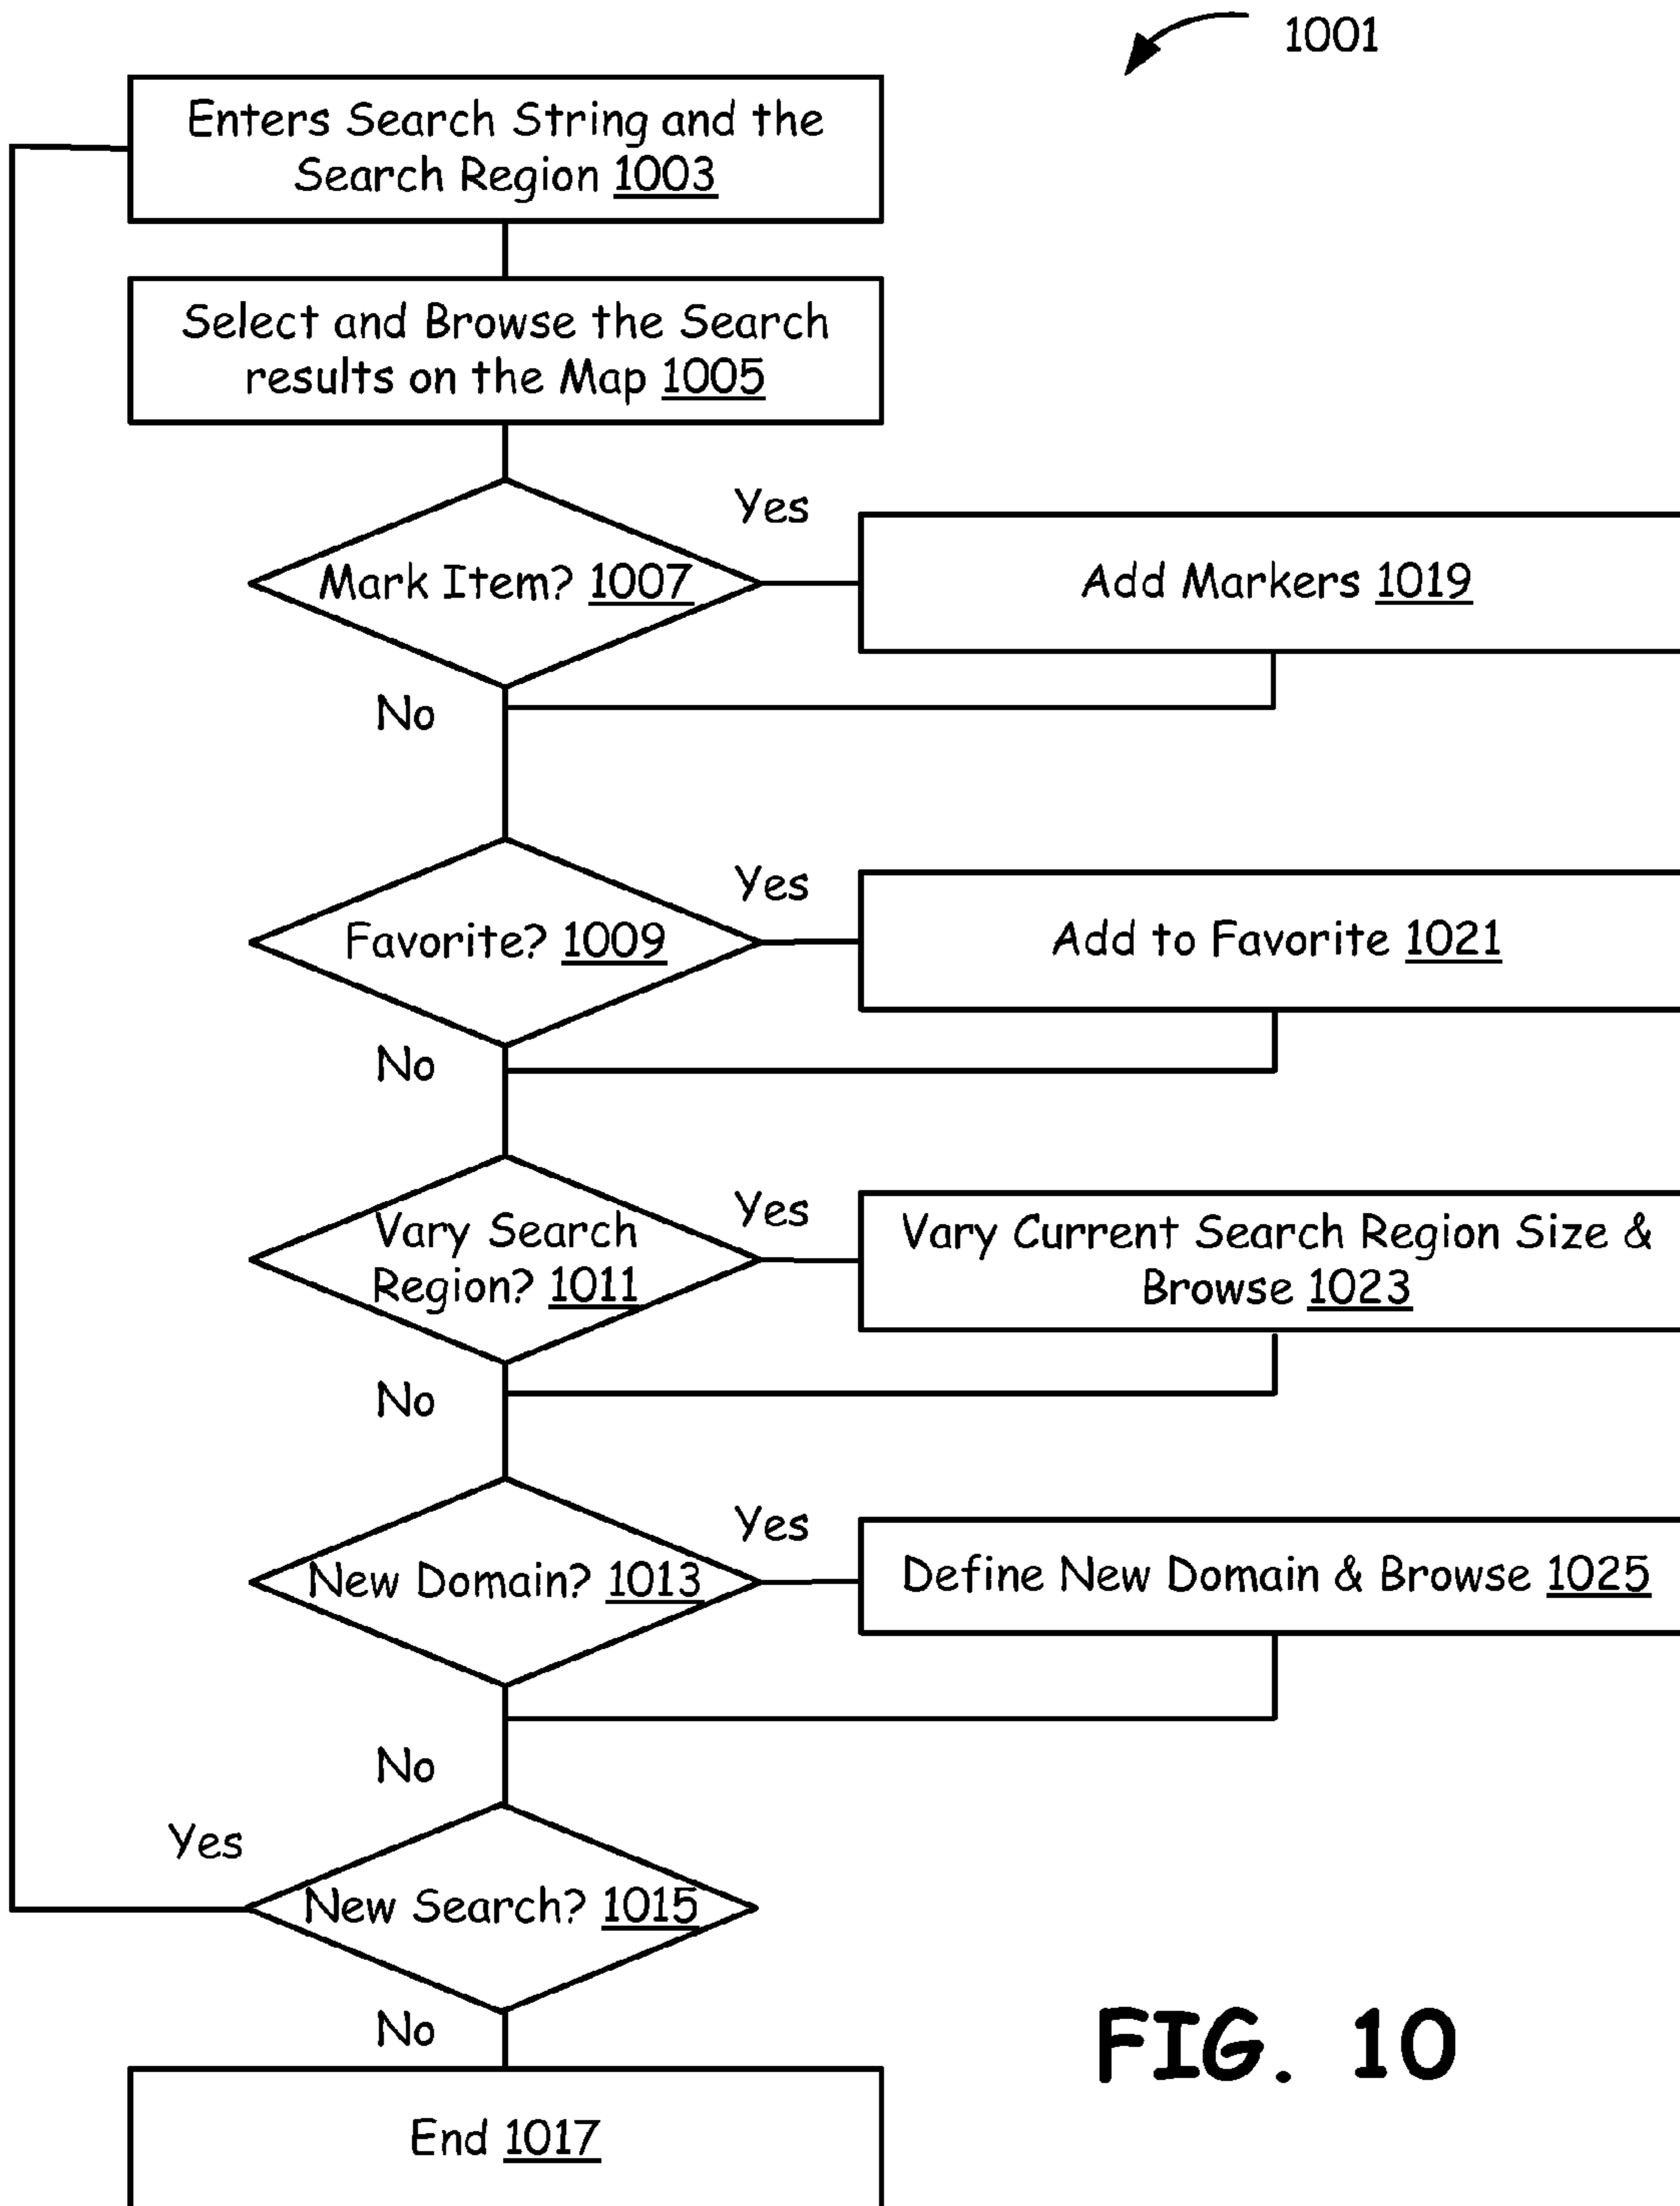 1001
Enters Search String and the
Search Region 1003
Select and Browse the Search
results on the Map 1005
Yes
Mark Item? 1007
Add Markers 1019
No
Yes
Favorite? 1009
Add to Favorite 1021
No
Yes
Vary Search
Region? 1011
Vary Current Search Region Size &
Browse 1023
No
Yes
New Domain? 1013
Define New Domain & Browse 1025
No
Yes
New Search? 1015
No
End 1017
FIG. 10